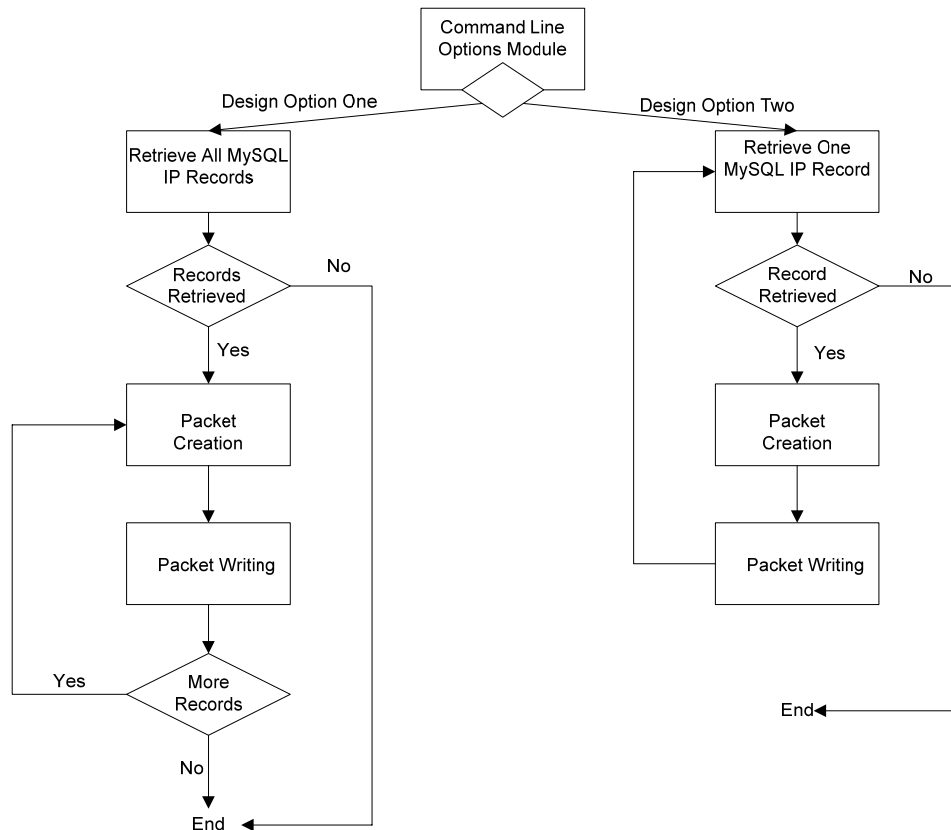 Command Line
Options Module
Design Option One
Design Option Two
Retrieve All MySQL
IP Records
Retrieve One
MySQL IP Record
Records
Retrieved
No
Record
Retrieved
No
Yes
Yes
Packet
Creation
Packet
Creation
Packet Writing
Packet Writing
Yes
More
Records
End
No
End